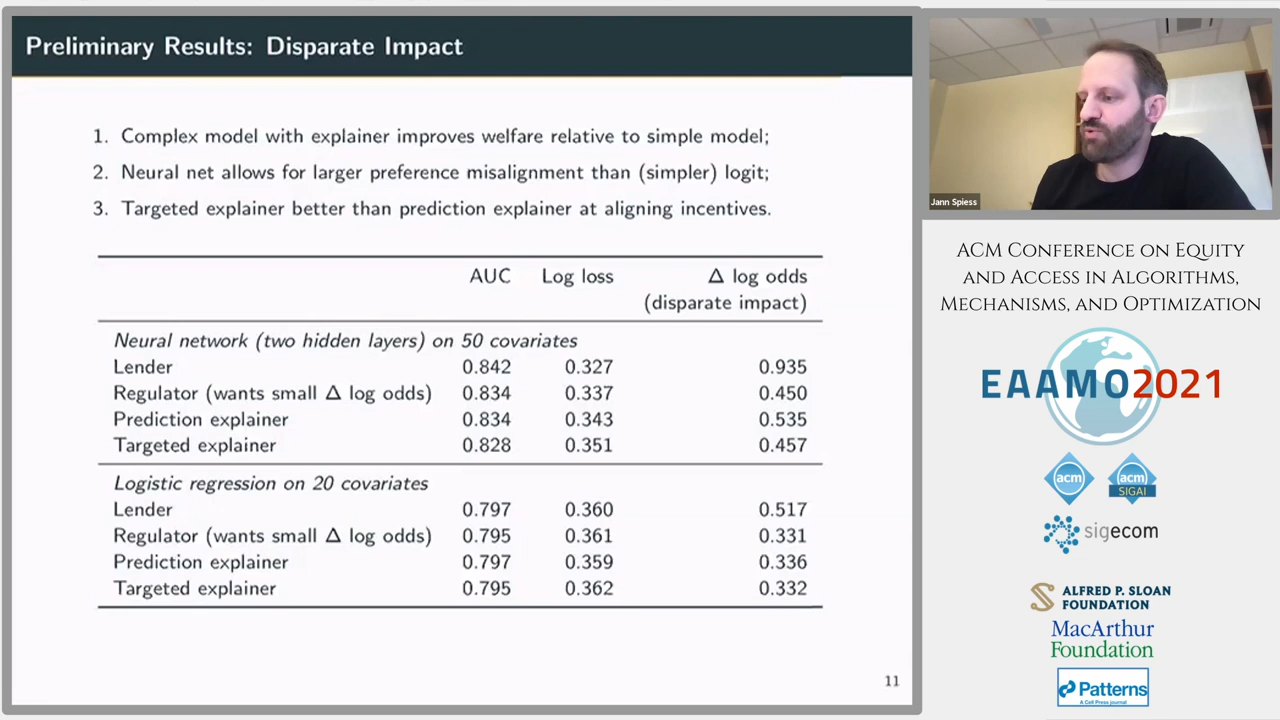 Preliminary Results: Disparate Impact
1. Complex model with explainer improves welfare relative to simple model;
2. Neural net allows for larger preference misalignment than (simpler) logit;
3. Targeted explainer better than prediction explainer at aligning incentives.
AUC Log loss Δ log odds
(disparate impact)
Neural network (two hidden layers) on 50 covariates
Lender 0.842 0.327 0.935
Regulator (wants small Δ log odds) 0.834 0.337 0.450
Prediction explainer 0.834 0.343 0.535
Targeted explainer 0.828 0.351 0.457
Logistic regression on 20 covariates
Lender 0.797 0.360 0.517
Regulator (wants small Δ log odds) 0.795 0.361 0.331
Prediction explainer 0.797 0.359 0.336
Targeted explainer 0.795 0.362 0.332
11
Jann Spiess
ACM Conference on Equity
and Access in Algorithms,
Mechanisms, and Optimization
EAAMO2021
acm
acm
SIGAI
sigecom
ALFRED P. SLOAN
FOUNDATION
MacArthur
Foundation
Patterns
A Cell Press journal